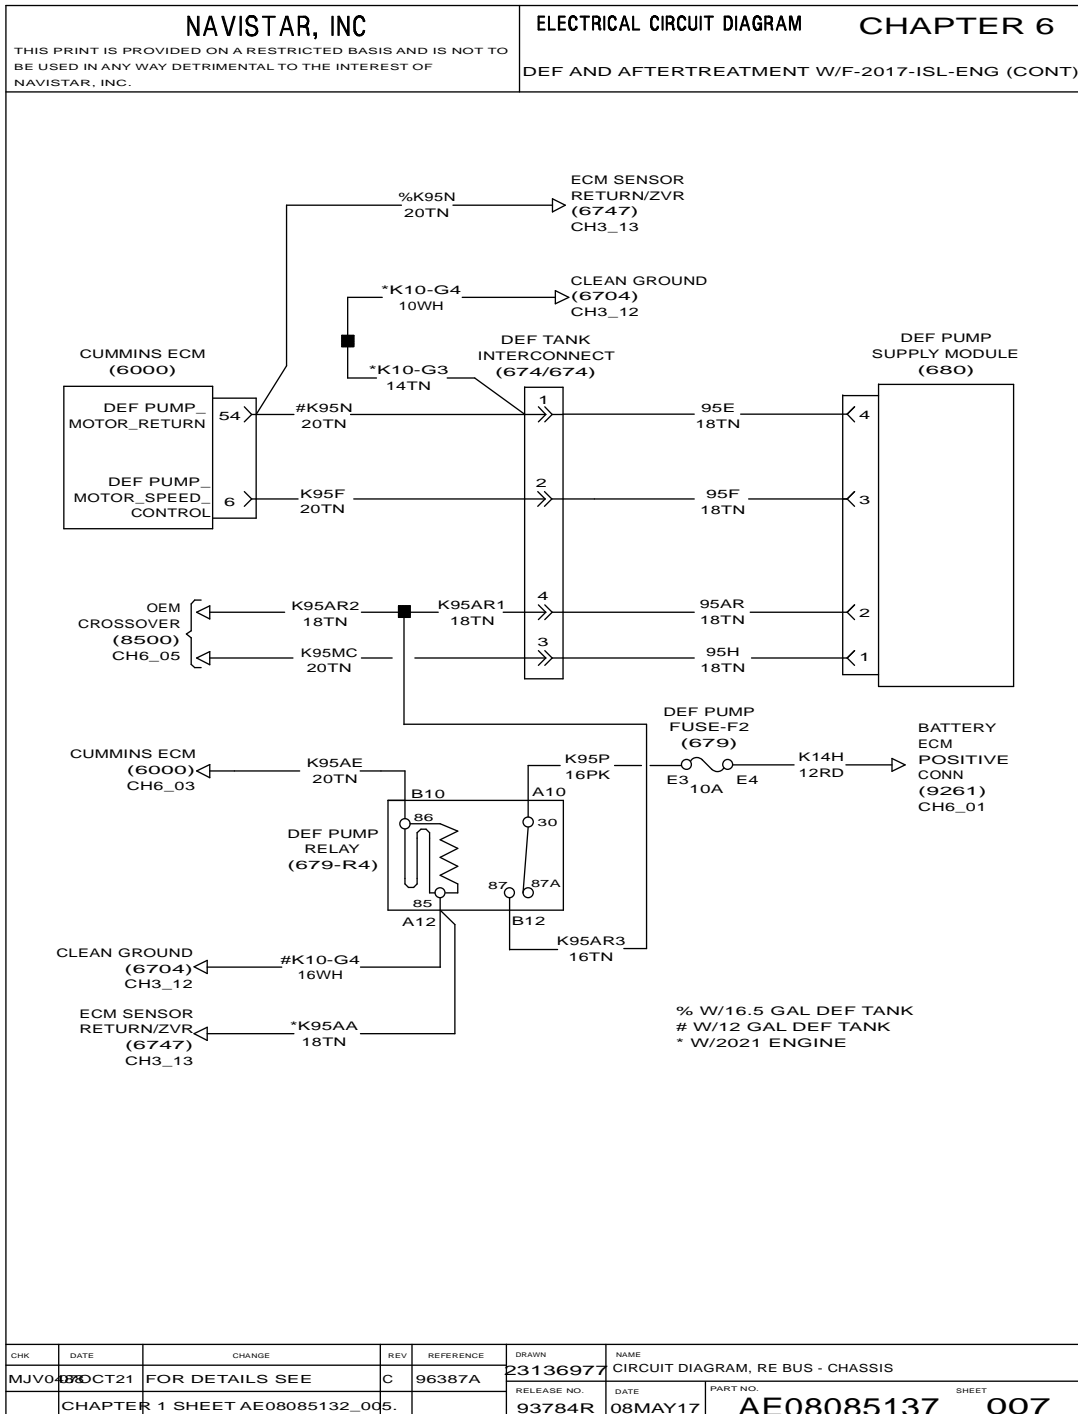 NAVISTAR, INC
THIS PRINT IS PROVIDED ON A RESTRICTED BASIS AND IS NOT TO
BE USED IN ANY WAY DETRIMENTAL TO THE INTEREST OF
NAVISTAR, INC.
ELECTRICAL CIRCUIT DIAGRAM
CHAPTER 6
DEF AND AFTERTREATMENT W/F-2017-ISL-ENG (CONT)
%K95N
20TN
ECM SENSOR
RETURN/ZVR
(6747)
CH3_13
*K10-G4
10WH
CLEAN GROUND
(6704)
CH3_12
*K10-G3
14TN
DEF TANK
INTERCONNECT
(674/674)
DEF PUMP
SUPPLY MODULE
(680)
CUMMINS ECM
(6000)
DEF PUMP_
MOTOR_RETURN
54
#K95N
20TN
1
95E
18TN
4
DEF PUMP_
MOTOR_SPEED_
CONTROL
6
K95F
20TN
2
95F
18TN
3
OEM
CROSSOVER
(8500)
CH6_05
K95AR2
18TN
K95AR1
18TN
4
95AR
18TN
2
K95MC
20TN
3
95H
18TN
1
CUMMINS ECM
(6000)
CH6_03
K95AE
20TN
K95P
16PK
DEF PUMP
FUSE-F2
(679)
E3
10A
E4
K14H
12RD
BATTERY
ECM
POSITIVE
CONN
(9261)
CH6_01
B10
A10
86
30
DEF PUMP
RELAY
(679-R4)
87
87A
85
A12
B12
K95AR3
16TN
CLEAN GROUND
(6704)
CH3_12
#K10-G4
16WH
ECM SENSOR
RETURN/ZVR
(6747)
CH3_13
*K95AA
18TN
% W/16.5 GAL DEF TANK
# W/12 GAL DEF TANK
* W/2021 ENGINE
CHK
DATE
CHANGE
REV
REFERENCE
DRAWN
NAME
OCT21
FOR DETAILS SEE
C
96387A
23136977
CIRCUIT DIAGRAM, RE BUS - CHASSIS
CHAPTER 1 SHEET AE08085132_005.
RELEASE NO.
93784R
DATE
08MAY17
PART NO.
AE08085137
SHEET
007